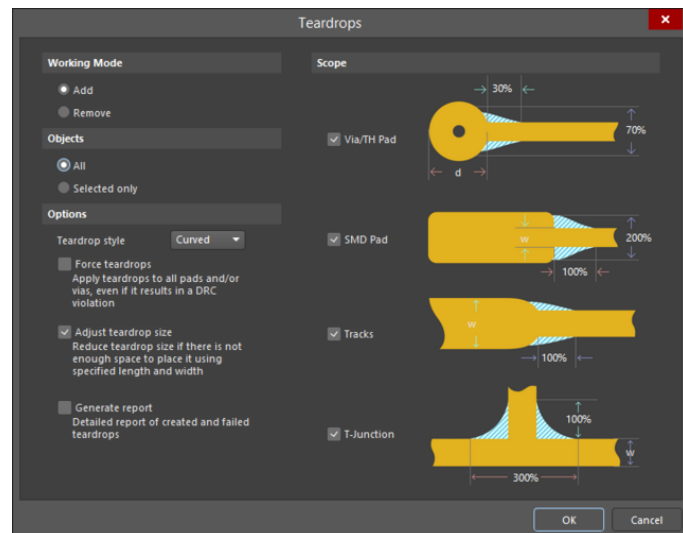 Teardrops
Working Mode
Add
Remove
Objects
All
Selected only
Options
Teardrop style
Curved
Force teardrops
Apply teardrops to all pads and/or
vias, even if it results in a DRC
violation
Adjust teardrop size
Reduce teardrop size if there is not
enough space to place it using
specified length and width
Generate report
Detailed report of created and failed
teardrops
Scope
30%
Via/TH Pad
70%
d
SMD Pad
w
200%
100%
Tracks
w
100%
100%
T-Junction
w
300%
OK
Cancel